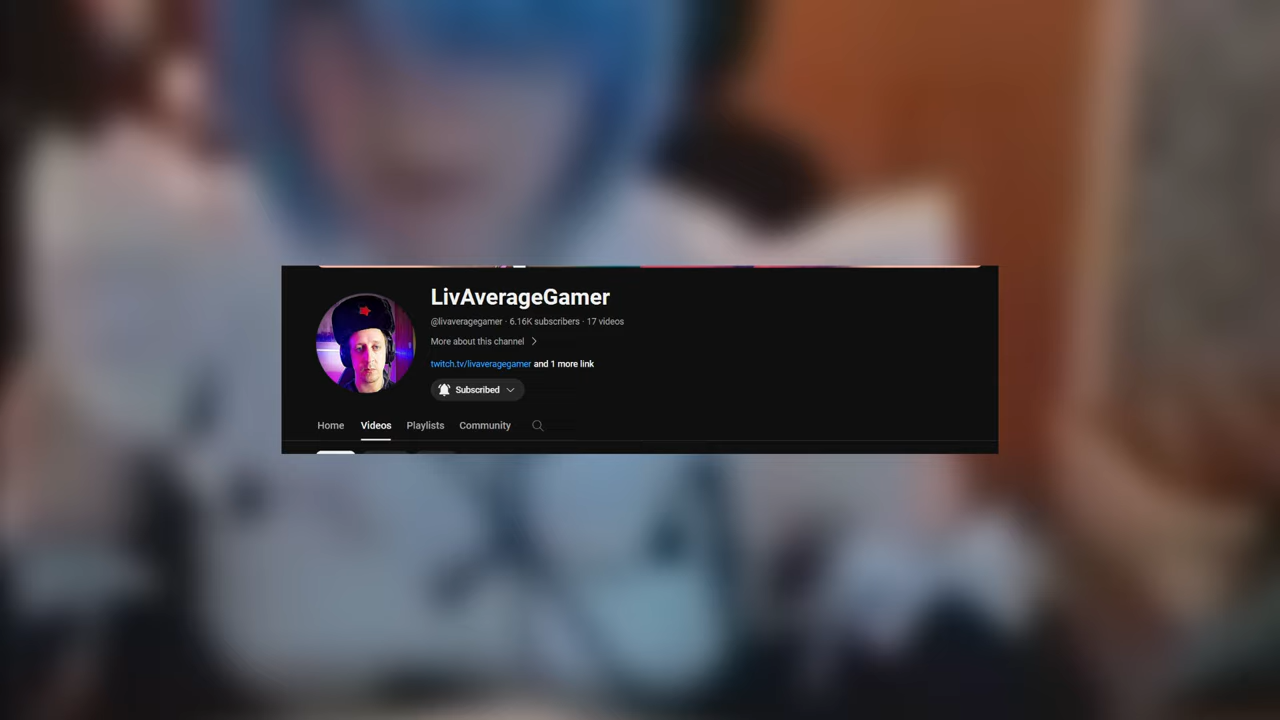 LivAverageGamer
@livaveragegamer · 6.16K subscribers · 17 videos
More about this channel
twitch.tv/livaveragegamer and 1 more link
Subscribed
Home Videos Playlists Community